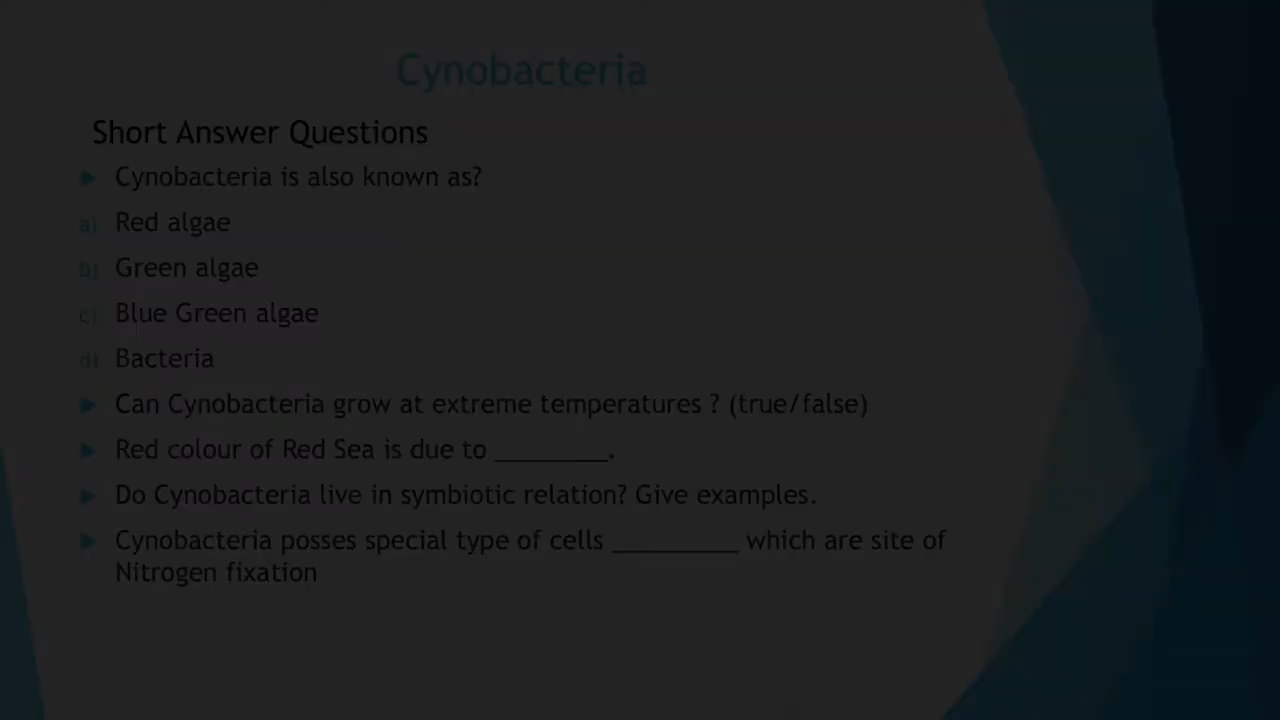 Cynobacteria
Short Answer Questions
► Cynobacteria is also known as?
a) Red algae
b) Green algae
c) Blue Green algae
d) Bacteria
► Can Cynobacteria grow at extreme temperatures ? (true/false)
► Red colour of Red Sea is due to ________.
► Do Cynobacteria live in symbiotic relation? Give examples.
► Cynobacteria posses special type of cells _________ which are site of
Nitrogen fixation